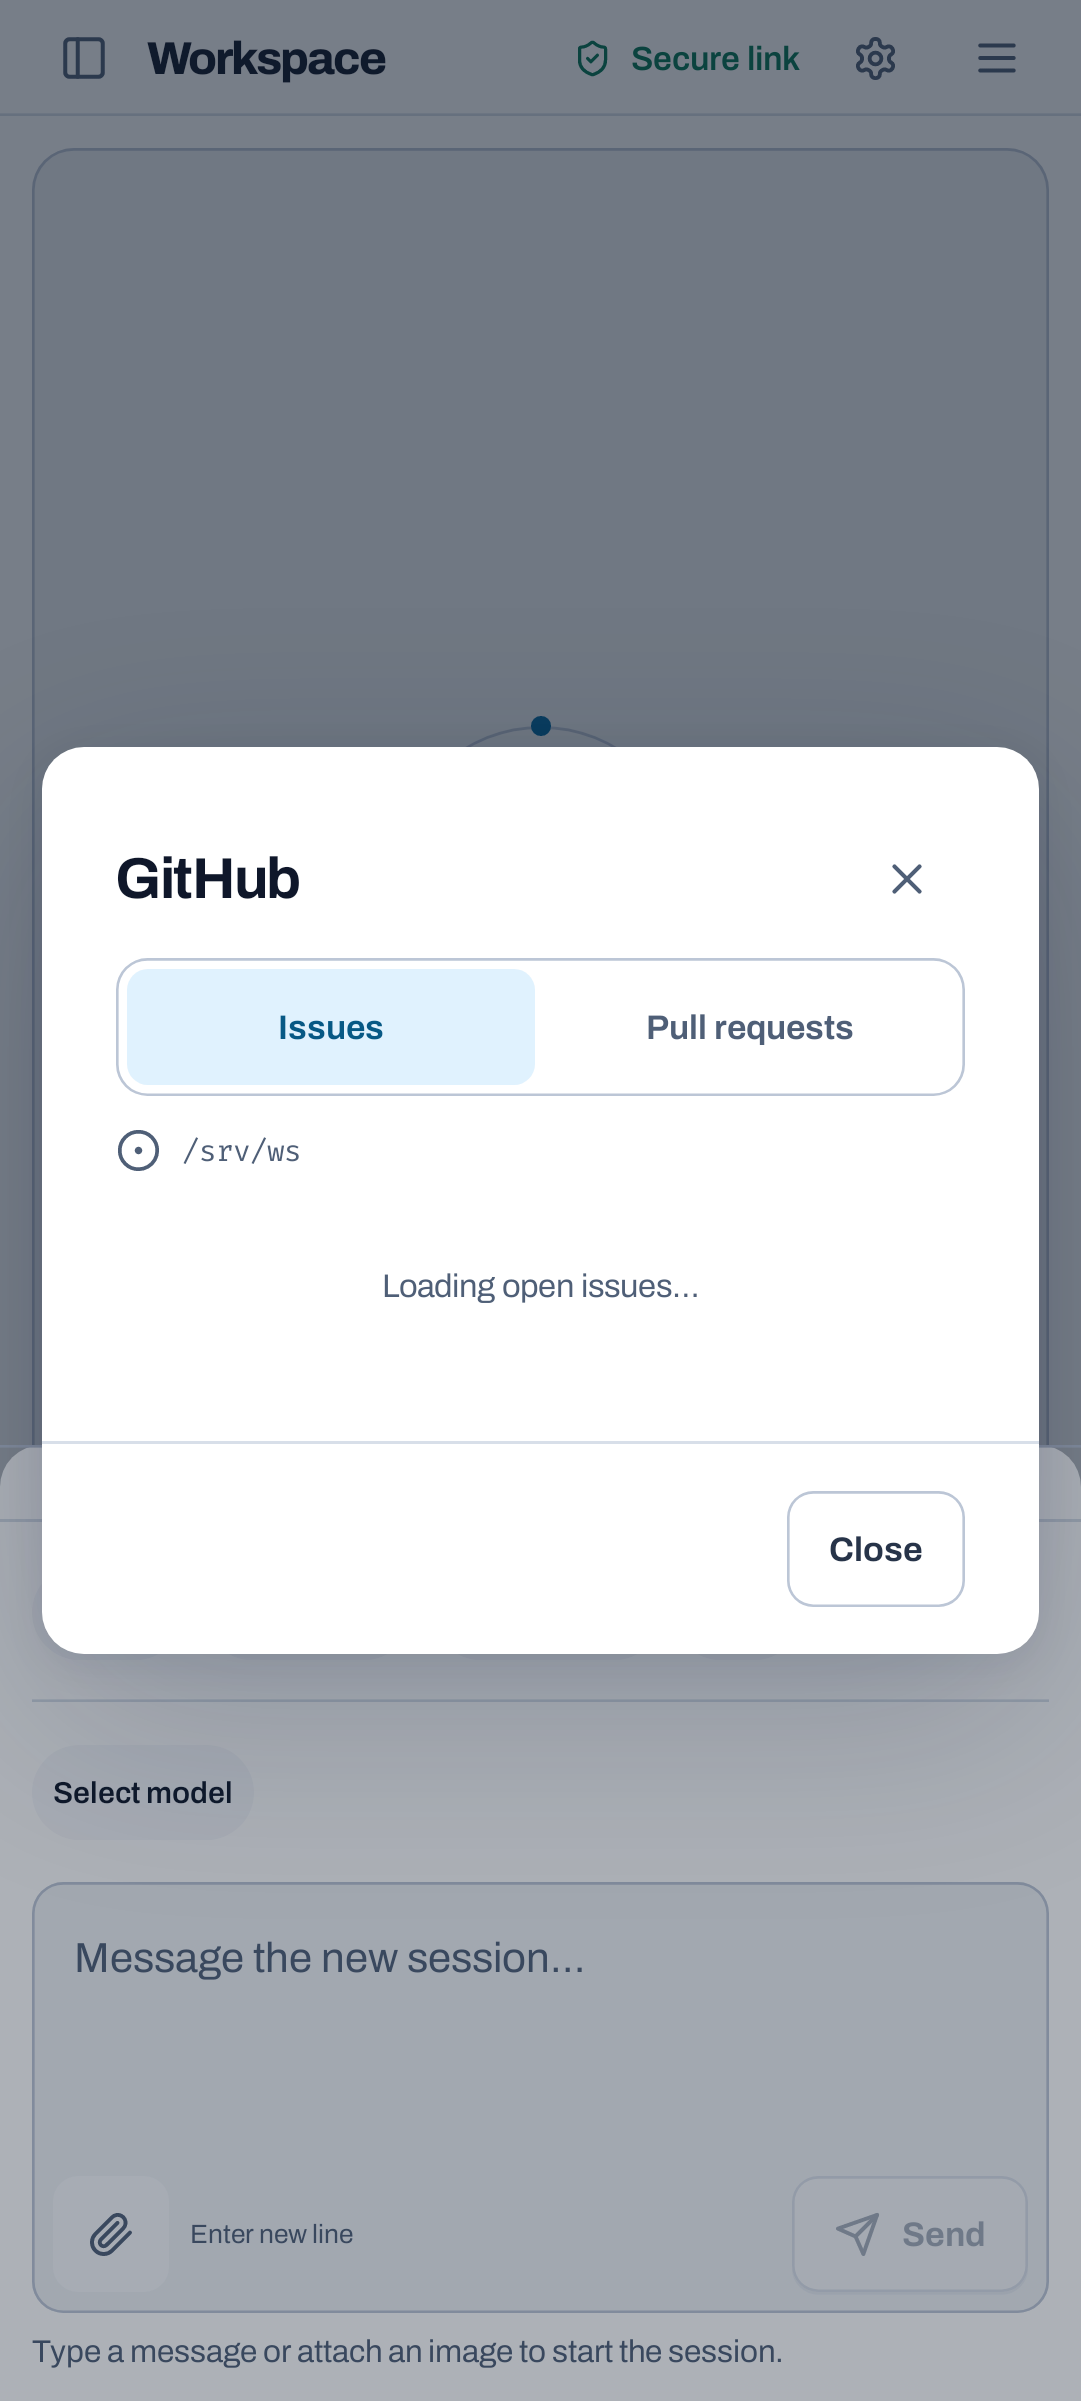 Workspace
Secure link
GitHub
Issues
Pull requests
/srv/ws
Loading open issues...
Close
Select model
Message the new session...
Enter new line
Send
Type a message or attach an image to start the session.